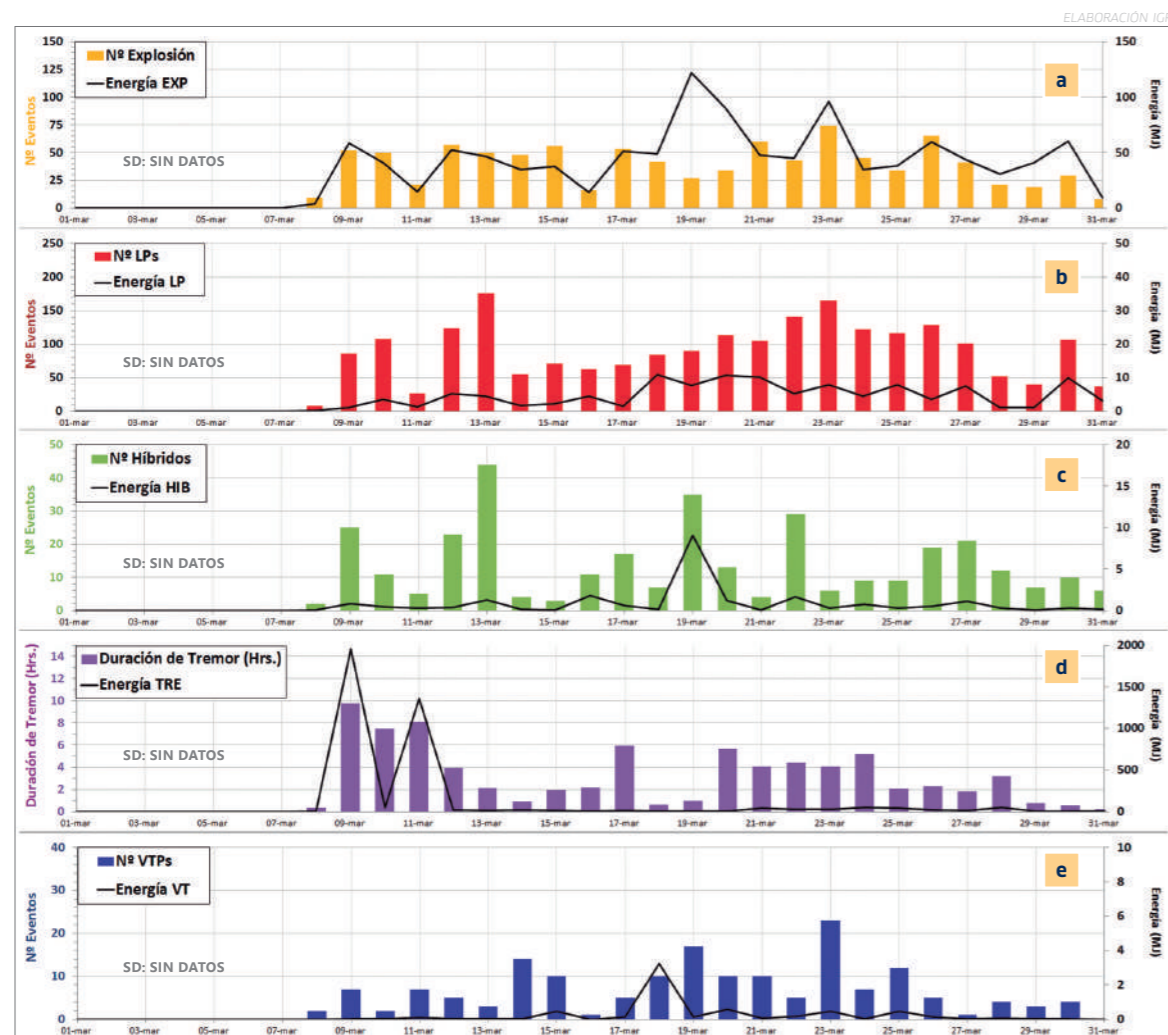 ELABORACIÓN IGP
Nº Explosión
Energía EXP
a
Nº Eventos
150
125
100
75
50
25
0
SD: SIN DATOS
150
100
50
0
Energía (MJ)
01-mar 03-mar 05-mar 07-mar 09-mar 11-mar 13-mar 15-mar 17-mar 19-mar 21-mar 23-mar 25-mar 27-mar 29-mar 31-mar
Nº LPs
Energía LP
b
Nº Eventos
250
200
150
100
50
0
SD: SIN DATOS
50
40
30
20
10
0
Energía (MJ)
01-mar 03-mar 05-mar 07-mar 09-mar 11-mar 13-mar 15-mar 17-mar 19-mar 21-mar 23-mar 25-mar 27-mar 29-mar 31-mar
Nº Híbridos
Energía HIB
c
Nº Eventos
50
40
30
20
10
0
SD: SIN DATOS
20
15
10
5
0
Energía (MJ)
01-mar 03-mar 05-mar 07-mar 09-mar 11-mar 13-mar 15-mar 17-mar 19-mar 21-mar 23-mar 25-mar 27-mar 29-mar 31-mar
Duración de Tremor (Hrs.)
Energía TRE
d
Duración de Tremor (Hrs.)
14
12
10
8
6
4
2
0
SD: SIN DATOS
2000
1500
1000
500
0
Energía (MJ)
01-mar 03-mar 05-mar 07-mar 09-mar 11-mar 13-mar 15-mar 17-mar 19-mar 21-mar 23-mar 25-mar 27-mar 29-mar 31-mar
Nº VTPs
Energía VT
e
Nº Eventos
40
30
20
10
0
SD: SIN DATOS
10
8
6
4
2
0
Energía (MJ)
01-mar 03-mar 05-mar 07-mar 09-mar 11-mar 13-mar 15-mar 17-mar 19-mar 21-mar 23-mar 25-mar 27-mar 29-mar 31-mar